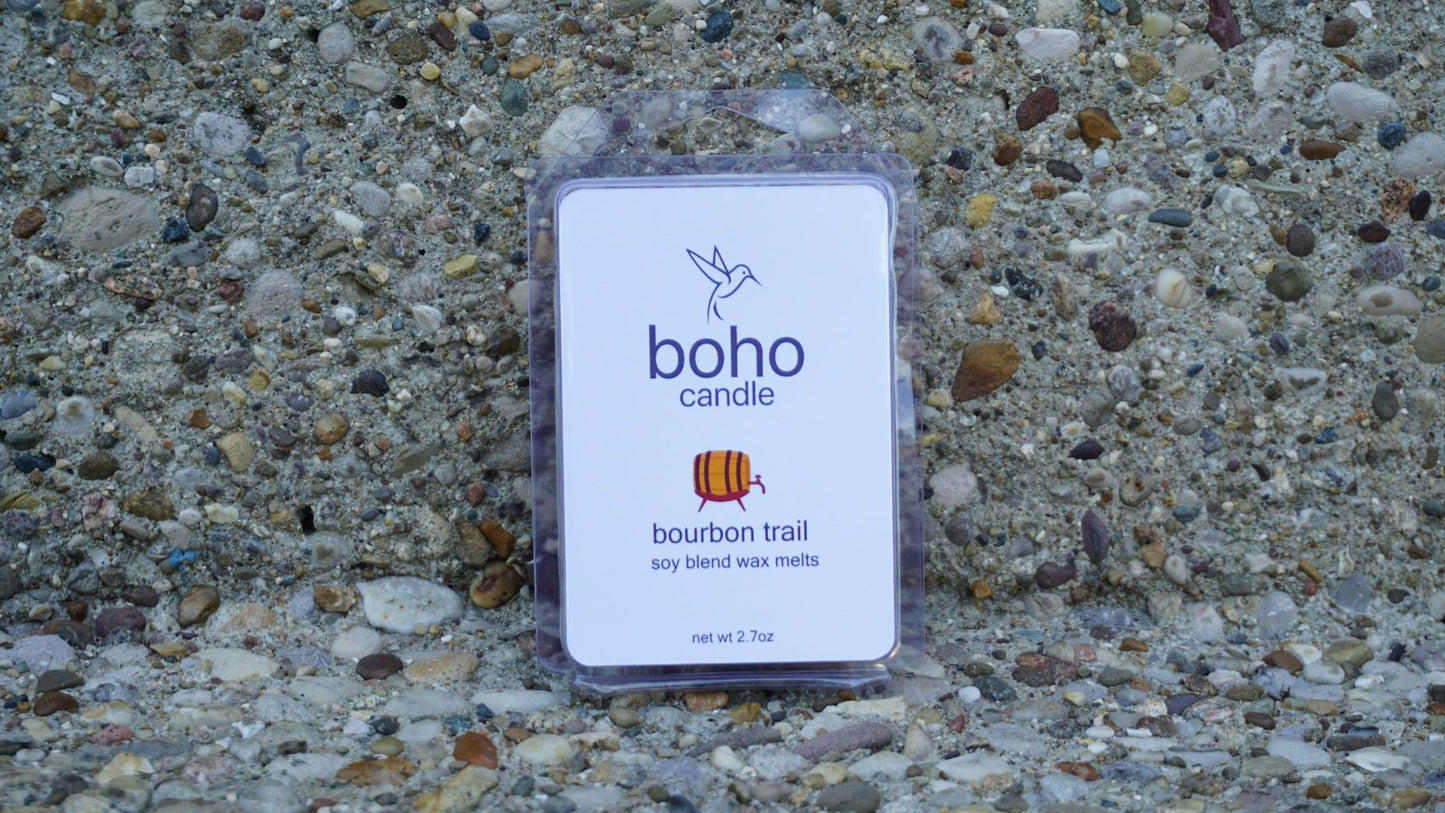 boho
candle
bourbon trail
soy blend wax melts
net wt 2.7oz